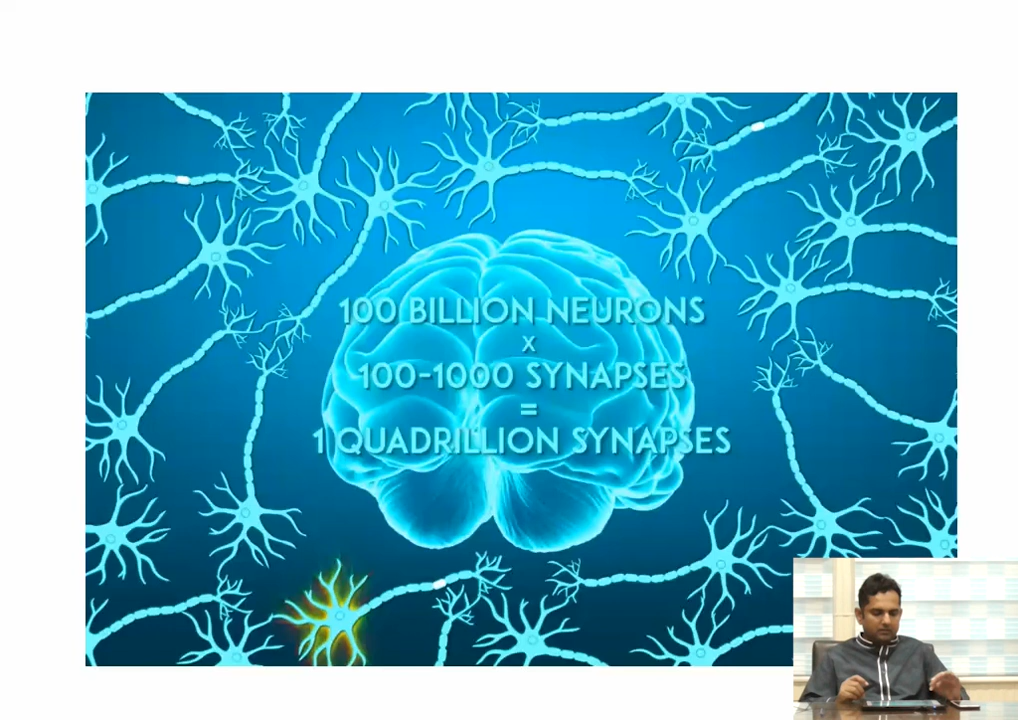 100 BILLION NEURONS
x
100-1000 SYNAPSES
=
1 QUADRILLION SYNAPSES